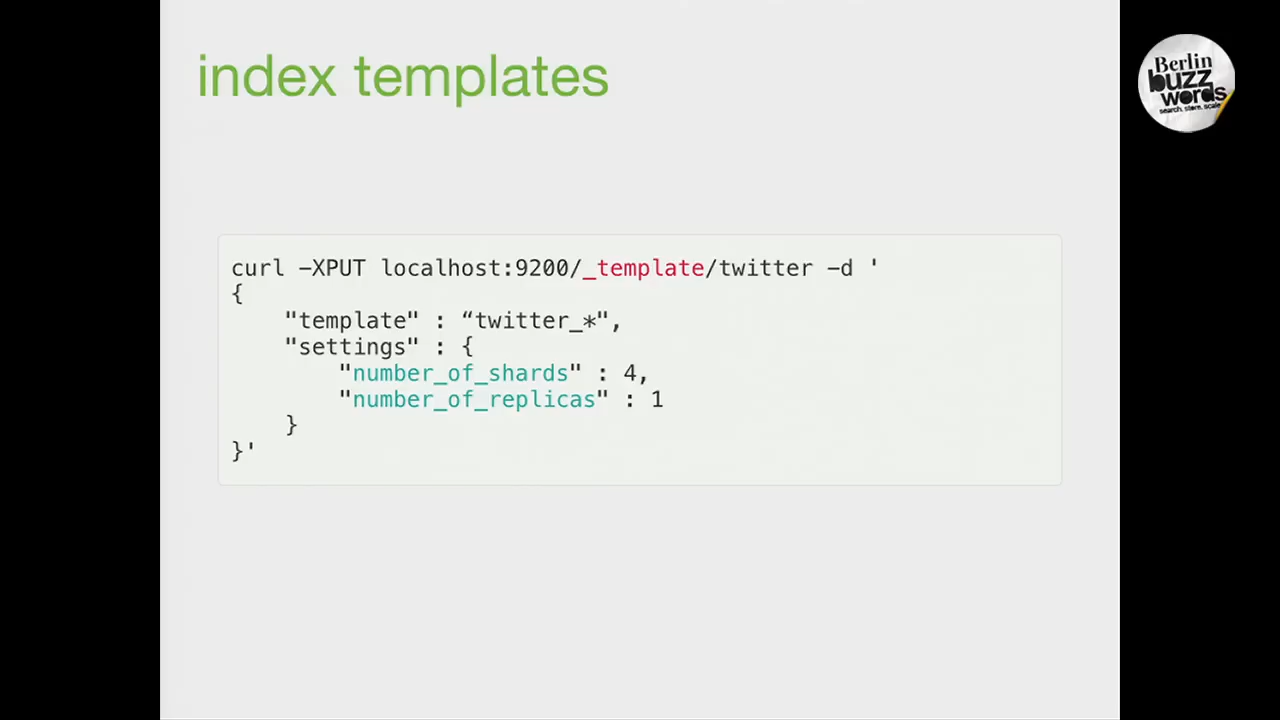 index templates
Berlin
buzz
words
search. store. scale
curl -XPUT localhost:9200/_template/twitter -d '
{
    "template" : “twitter_*",
    "settings" : {
        "number_of_shards" : 4,
        "number_of_replicas" : 1
    }
}'